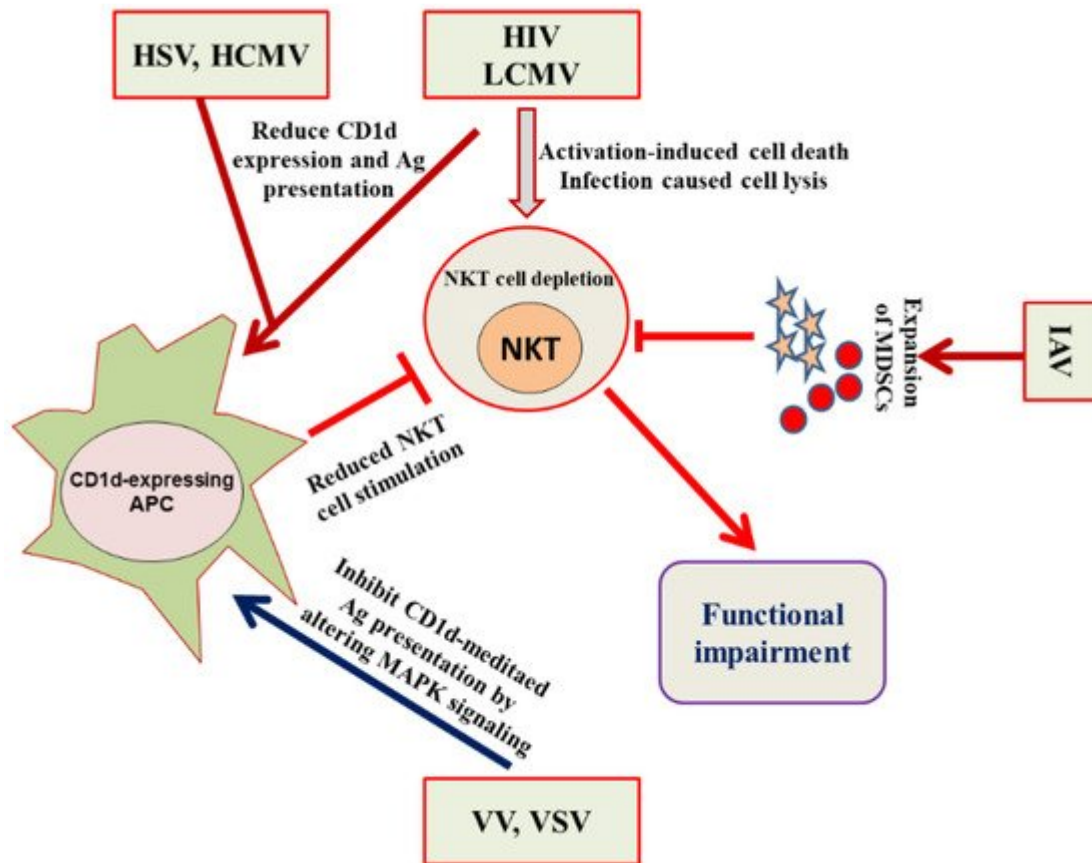 HSV, HCMV
HIV
LCMV
Reduce CD1d
expression and Ag
presentation
Activation-induced cell death
Infection caused cell lysis
NKT cell depletion
NKT
Expansion
of MDSCs
IAV
CD1d-expressing
APC
Reduced NKT
cell stimulation
Inhibit CD1d-meditaed
Ag presentation by
altering MAPK signaling
Functional
impairment
VV, VSV